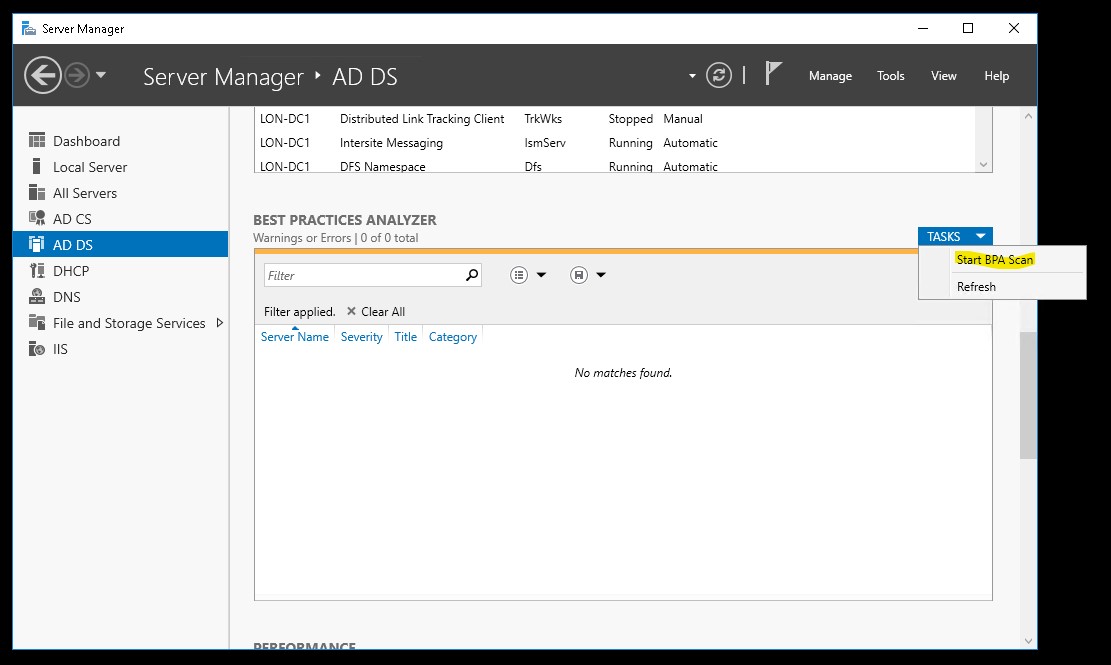 Server Manager
Server Manager ‣ AD DS
Manage Tools View Help
Dashboard
Local Server
All Servers
AD CS
AD DS
DHCP
DNS
File and Storage Services
IIS
LON-DC1 Distributed Link Tracking Client TrkWks Stopped Manual
LON-DC1 Intersite Messaging IsmServ Running Automatic
LON-DC1 DFS Namespace Dfs Running Automatic
BEST PRACTICES ANALYZER
Warnings or Errors | 0 of 0 total
TASKS
Start BPA Scan
Refresh
Filter
Filter applied. ✕ Clear All
Server Name Severity Title Category
No matches found.
PERFORMANCE